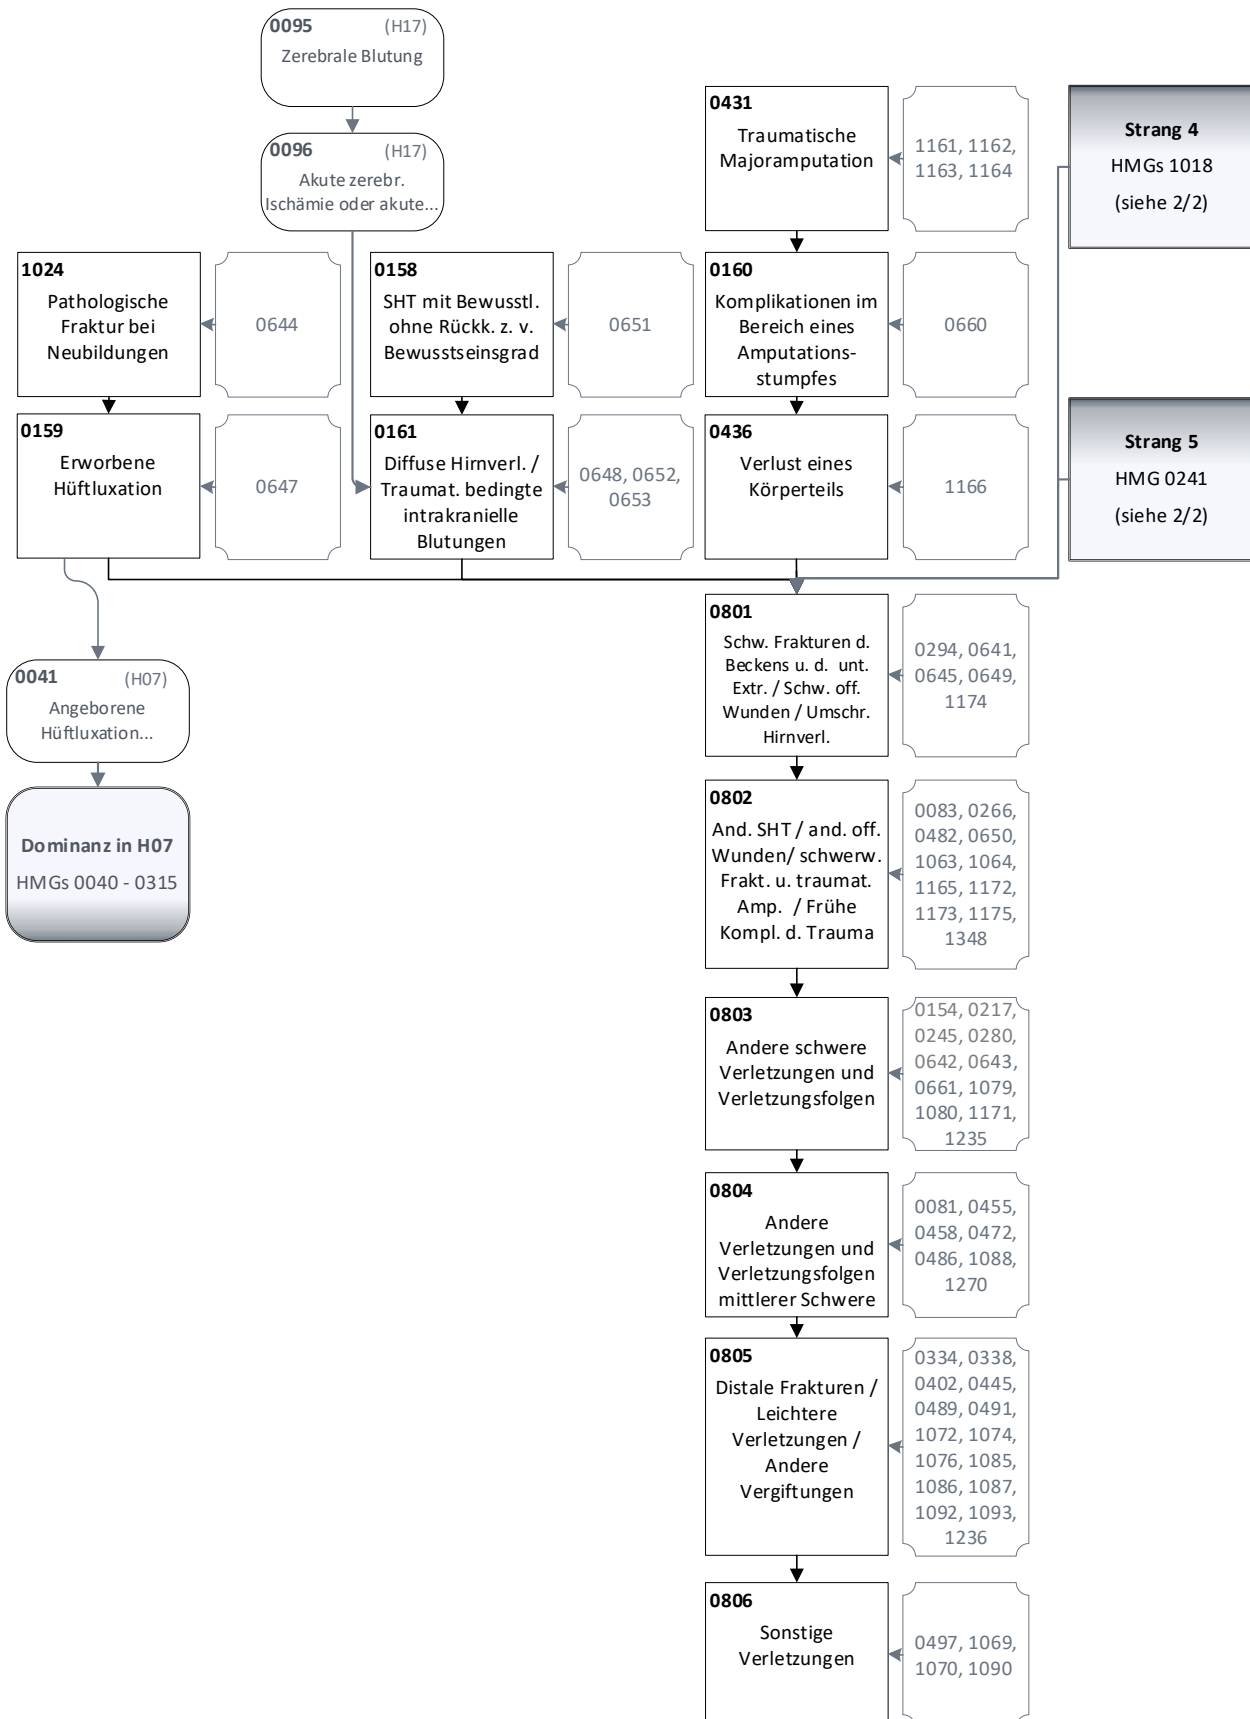 0095 (H17)
Zerebrale Blutung
0096 (H17)
Akute zerebr.
Ischämie oder akute...
0431
Traumatische
Majoramputation
1161, 1162,
1163, 1164
Strang 4
HMGs 1018
(siehe 2/2)
1024
Pathologische
Fraktur bei
Neubildungen
0644
0158
SHT mit Bewusstl.
ohne Rückk. z. v.
Bewusstseinsgrad
0651
0160
Komplikationen im
Bereich eines
Amputations-
stumpfes
0660
0159
Erworbene
Hüftluxation
0647
0161
Diffuse Hirnverl. /
Traumat. bedingte
intrakranielle
Blutungen
0648, 0652,
0653
0436
Verlust eines
Körperteils
1166
Strang 5
HMG 0241
(siehe 2/2)
0801
Schw. Frakturen d.
Beckens u. d. unt.
Extr. / Schw. off.
Wunden / Umschr.
Hirnverl.
0294, 0641,
0645, 0649,
1174
0041 (H07)
Angeborene
Hüftluxation...
Dominanz in H07
HMGs 0040 - 0315
0802
And. SHT / and. off.
Wunden/ schwerw.
Frakt. u. traumat.
Amp. / Frühe
Kompl. d. Trauma
0083, 0266,
0482, 0650,
1063, 1064,
1165, 1172,
1173, 1175,
1348
0803
Andere schwere
Verletzungen und
Verletzungsfolgen
0154, 0217,
0245, 0280,
0642, 0643,
0661, 1079,
1080, 1171,
1235
0804
Andere
Verletzungen und
Verletzungsfolgen
mittlerer Schwere
0081, 0455,
0458, 0472,
0486, 1088,
1270
0805
Distale Frakturen /
Leichtere
Verletzungen /
Andere
Vergiftungen
0334, 0338,
0402, 0445,
0489, 0491,
1072, 1074,
1076, 1085,
1086, 1087,
1092, 1093,
1236
0806
Sonstige
Verletzungen
0497, 1069,
1070, 1090